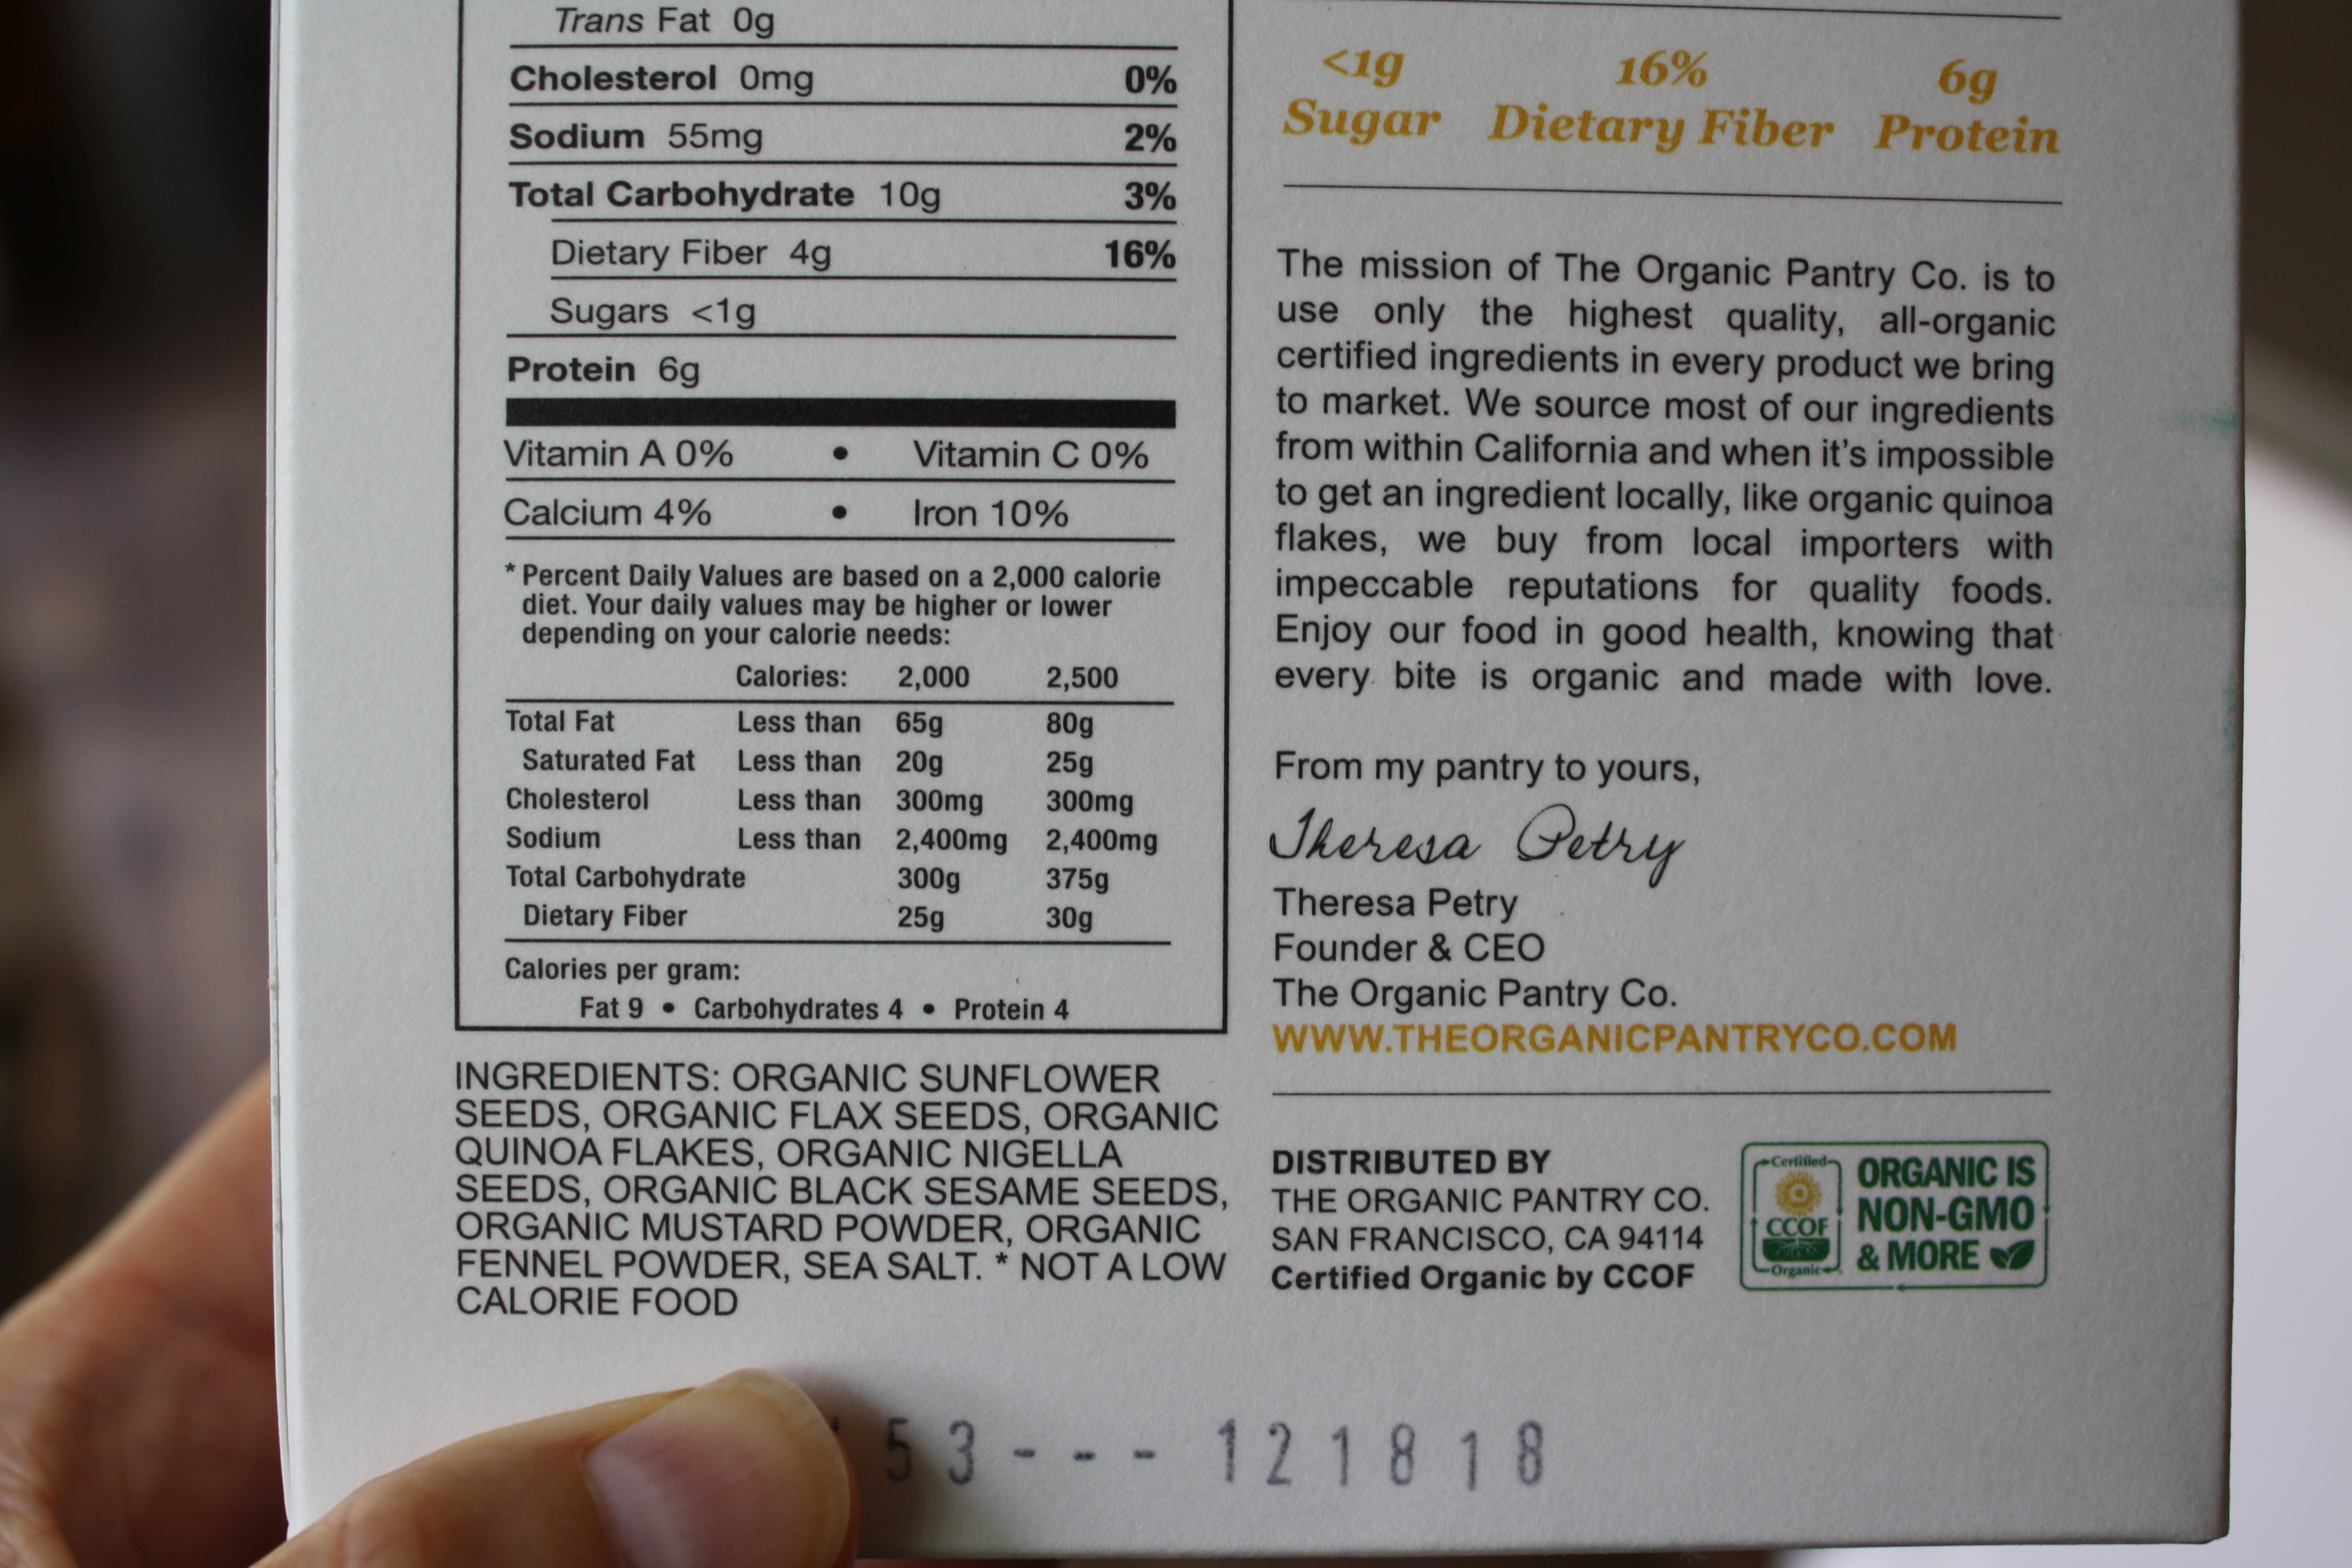 Trans Fat 0g
Cholesterol 0mg 0%
Sodium 55mg 2%
Total Carbohydrate 10g 3%
Dietary Fiber 4g 16%
Sugars <1g
Protein 6g
Vitamin A 0% • Vitamin C 0%
Calcium 4% • Iron 10%
* Percent Daily Values are based on a 2,000 calorie
diet. Your daily values may be higher or lower
depending on your calorie needs:
Calories: 2,000 2,500
Total Fat Less than 65g 80g
Saturated Fat Less than 20g 25g
Cholesterol Less than 300mg 300mg
Sodium Less than 2,400mg 2,400mg
Total Carbohydrate 300g 375g
Dietary Fiber 25g 30g
Calories per gram:
Fat 9 • Carbohydrates 4 • Protein 4
INGREDIENTS: ORGANIC SUNFLOWER
SEEDS, ORGANIC FLAX SEEDS, ORGANIC
QUINOA FLAKES, ORGANIC NIGELLA
SEEDS, ORGANIC BLACK SESAME SEEDS,
ORGANIC MUSTARD POWDER, ORGANIC
FENNEL POWDER, SEA SALT. * NOT A LOW
CALORIE FOOD
<1g 16% 6g
Sugar Dietary Fiber Protein
The mission of The Organic Pantry Co. is to
use only the highest quality, all-organic
certified ingredients in every product we bring
to market. We source most of our ingredients
from within California and when it's impossible
to get an ingredient locally, like organic quinoa
flakes, we buy from local importers with
impeccable reputations for quality foods.
Enjoy our food in good health, knowing that
every bite is organic and made with love.
From my pantry to yours,
Theresa Petry
Theresa Petry
Founder & CEO
The Organic Pantry Co.
WWW.THEORGANICPANTRYCO.COM
DISTRIBUTED BY
THE ORGANIC PANTRY CO.
SAN FRANCISCO, CA 94114
Certified Organic by CCOF
Certified
CCOF
Organic
ORGANIC IS
NON-GMO
& MORE
53---121818